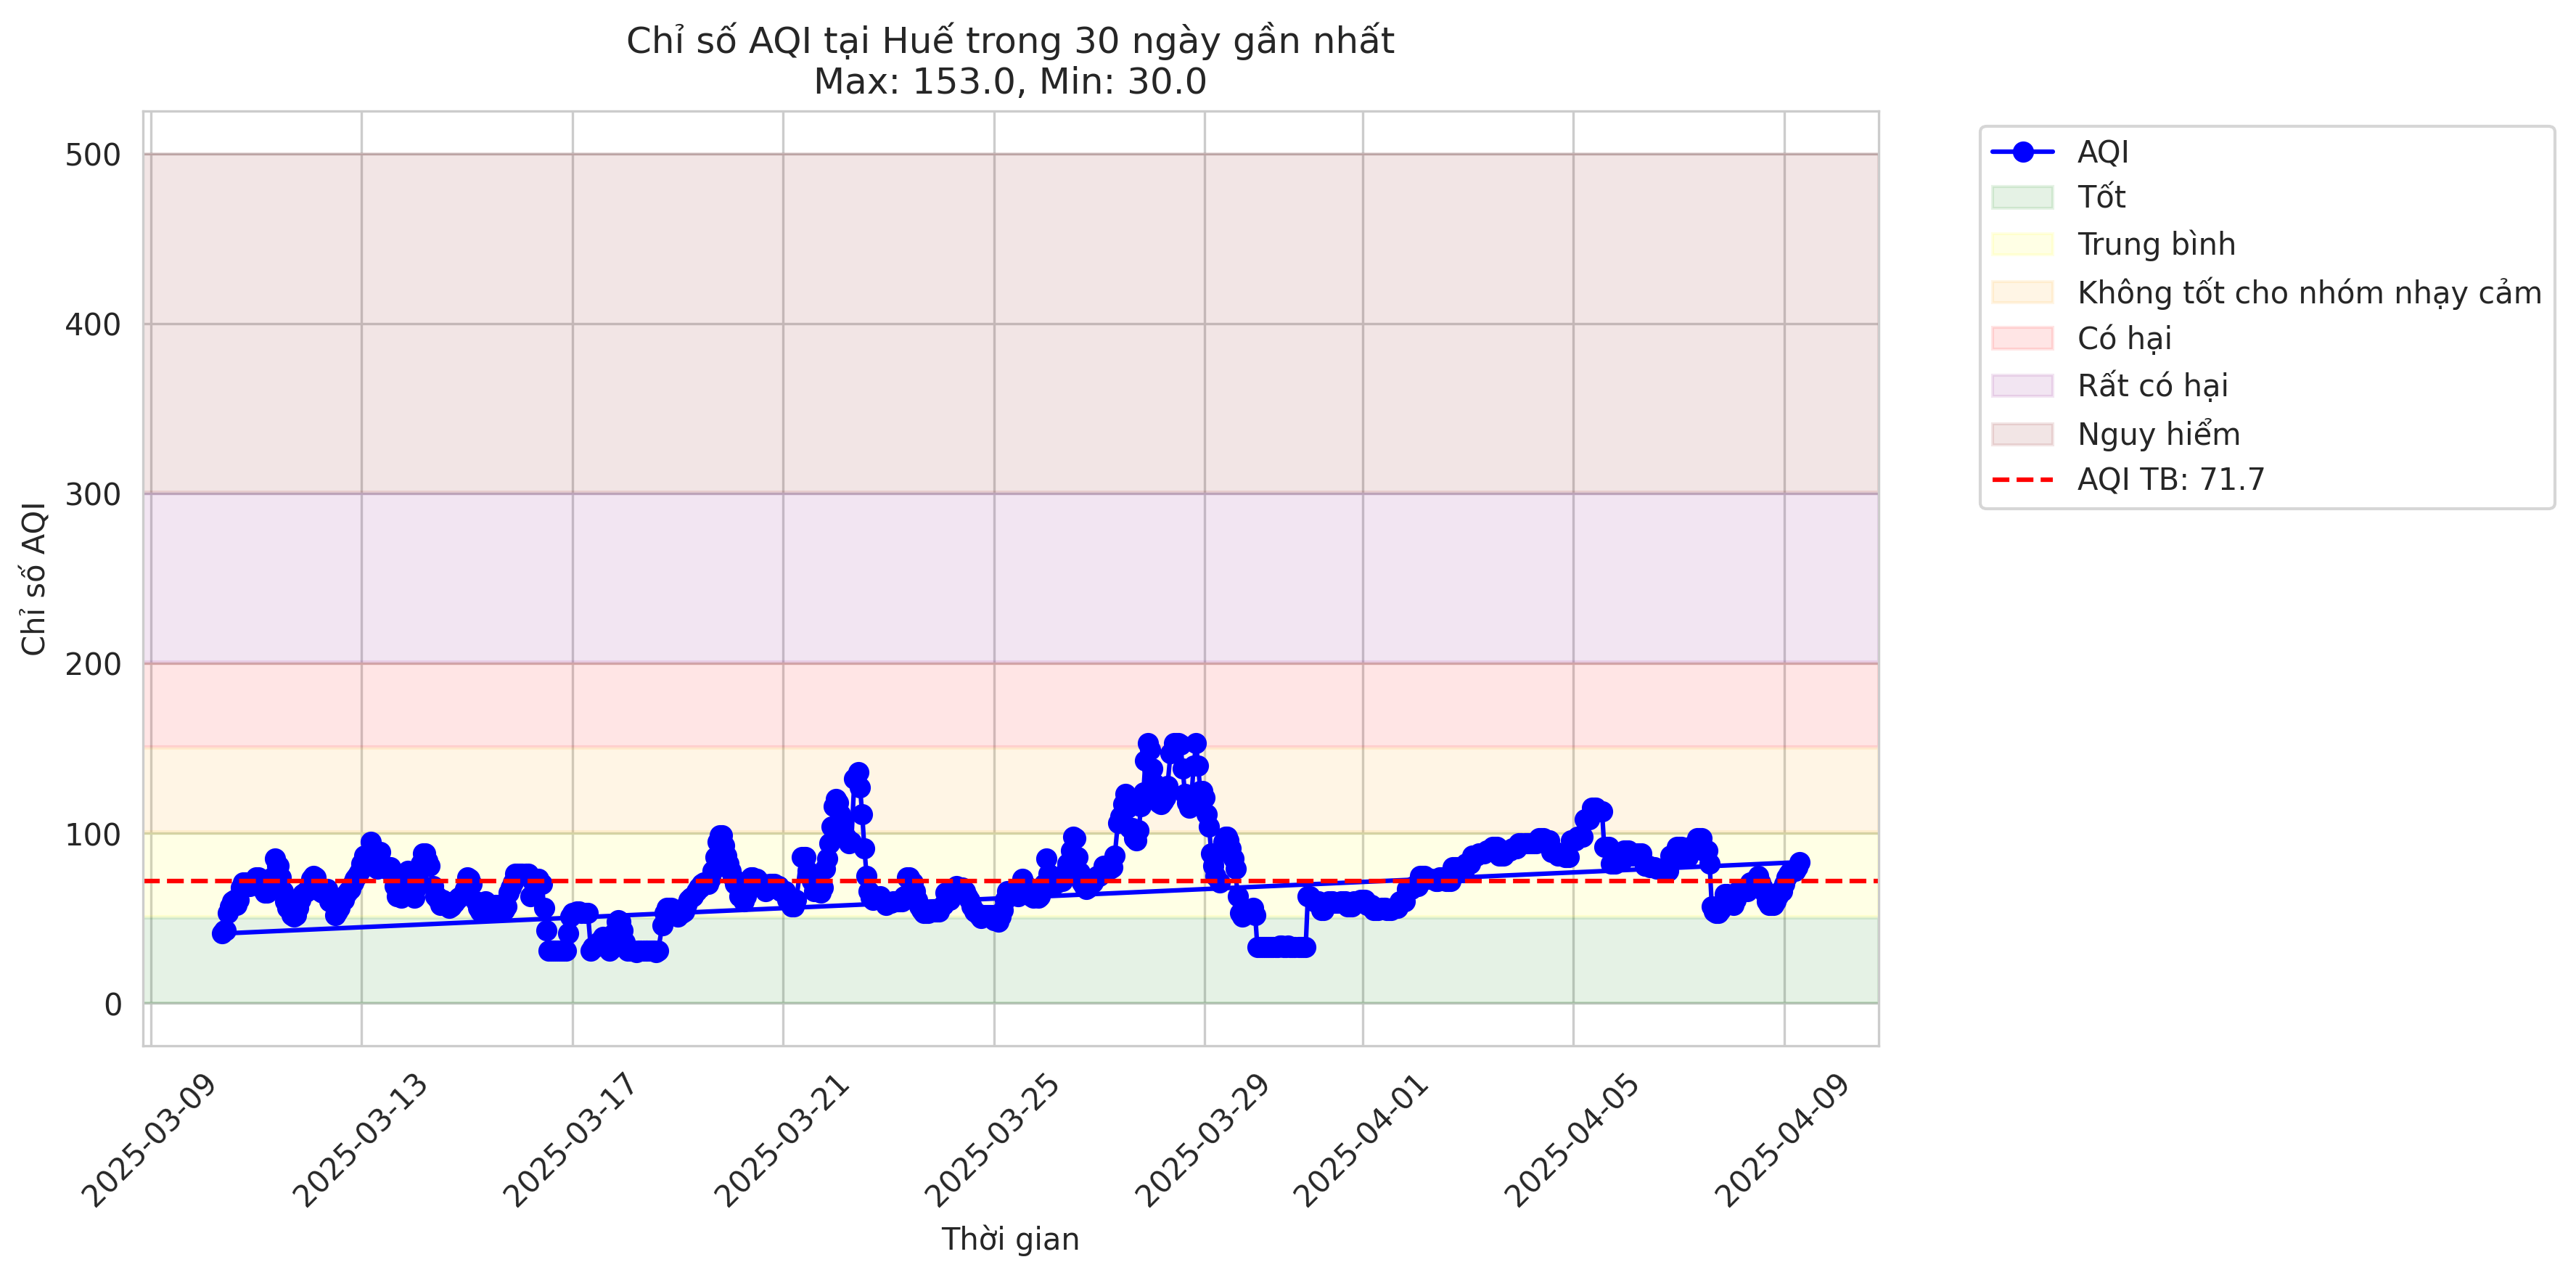 Chỉ số AQI tại Huế trong 30 ngày gần nhất
Max: 153.0, Min: 30.0
Chỉ số AQI
500
400
300
200
100
0
2025-03-09
2025-03-13
2025-03-17
2025-03-21
2025-03-25
2025-03-29
2025-04-01
2025-04-05
2025-04-09
Thời gian
AQI
Tốt
Trung bình
Không tốt cho nhóm nhạy cảm
Có hại
Rất có hại
Nguy hiểm
AQI TB: 71.7